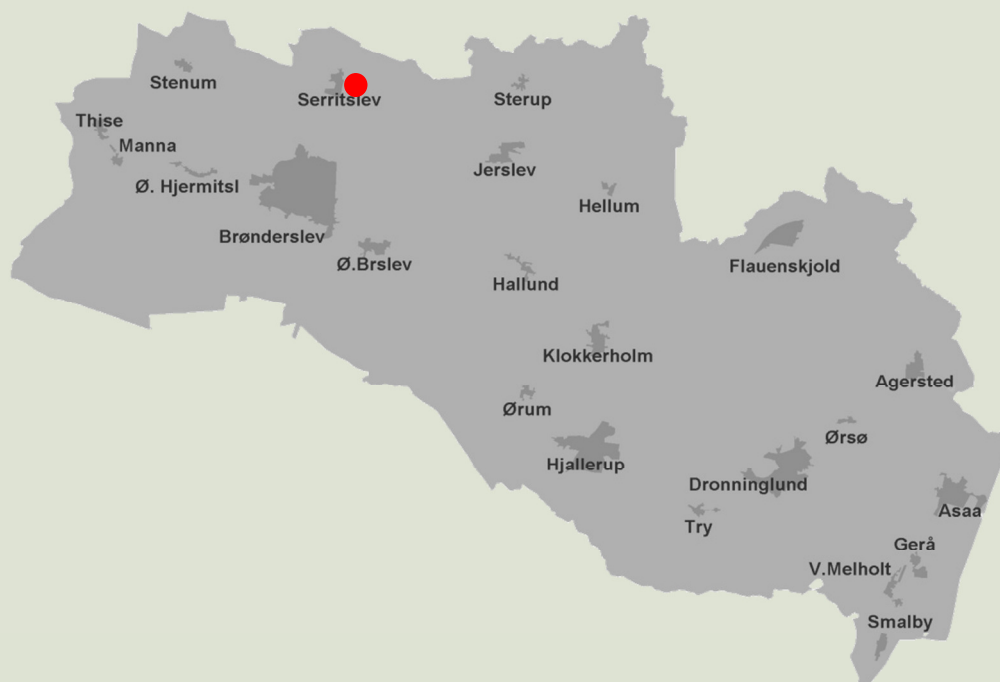 Stenum
Serritslev
Sterup
Thise
Manna
Jerslev
Ø. Hjermitsl
Hellum
Brønderslev
Ø.Brslev
Flauenskjold
Hallund
Klokkerholm
Agersted
Ørum
Ørsø
Hjallerup
Dronninglund
Asaa
Try
Gerå
V.Melholt
Smalby